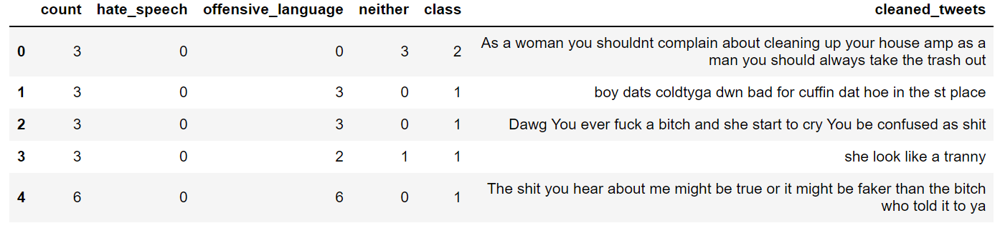 count hate_speech offensive_language neither class cleaned_tweets
0 3 0 0 3 2 As a woman you shouldnt complain about cleaning up your house amp as a
man you should always take the trash out
1 3 0 3 0 1 boy dats coldtyga dwn bad for cuffin dat hoe in the st place
2 3 0 3 0 1 Dawg You ever fuck a bitch and she start to cry You be confused as shit
3 3 0 2 1 1 she look like a tranny
4 6 0 6 0 1 The shit you hear about me might be true or it might be faker than the bitch
who told it to ya